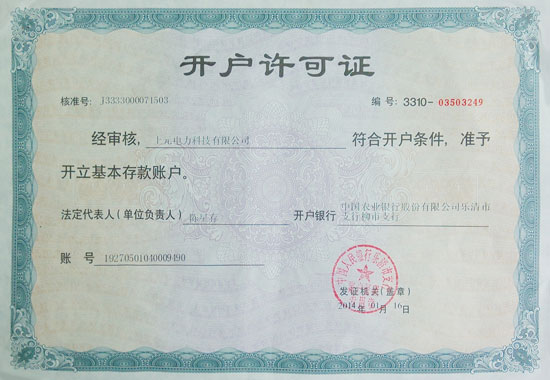 开户许可证
核准号: J3333000071503 编号: 3310-03503249
经审核, 上元电力科技有限公司 符合开户条件, 准予
开立基本存款账户。
法定代表人(单位负责人) 陈星存 开户银行 中国农业银行股份有限公司乐清市
支行柳市支行
账 号 19270501040009490
发证机关(盖章)
2014年01月16日